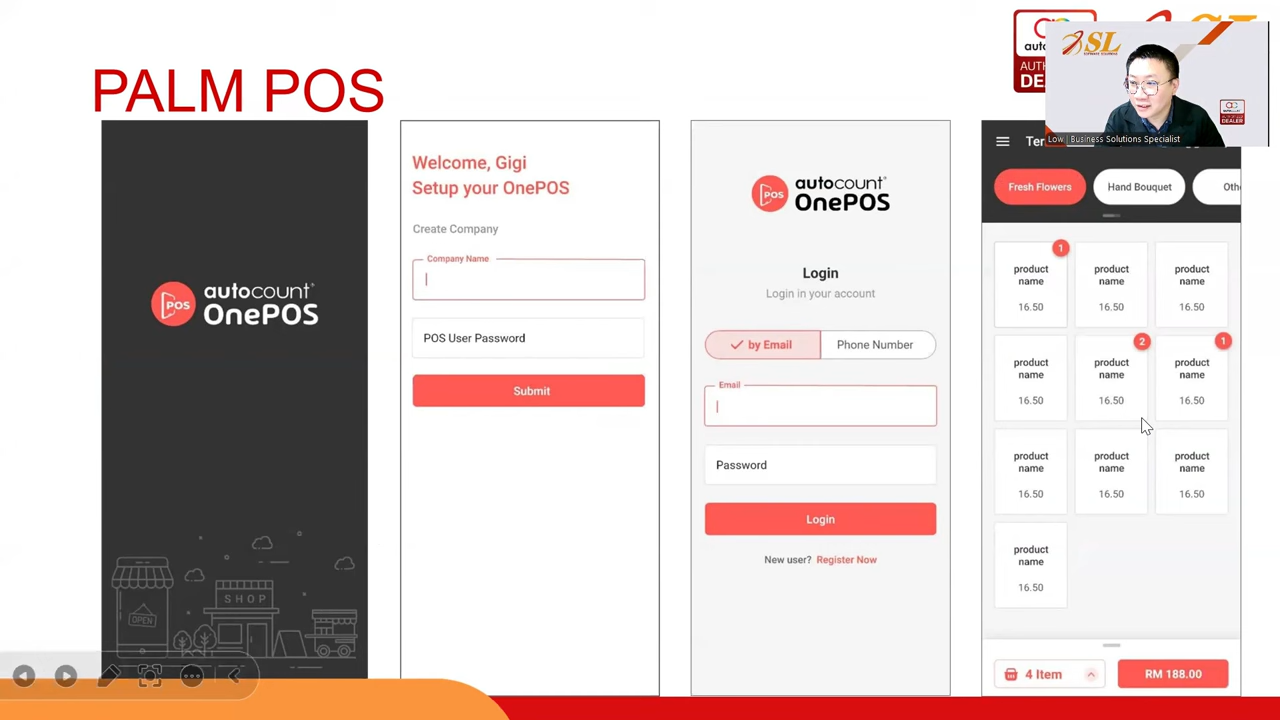 PALM POS
SL
Low | Business Solutions Specialist
DEALER
POS
autocount
OnePOS
OPEN
SHOP
Welcome, Gigi
Setup your OnePOS
Create Company
Company Name
POS User Password
Submit
POS
autocount
OnePOS
Login
Login in your account
by Email
Phone Number
Email
Password
Login
New user? Register Now
Fresh Flowers
Hand Bouquet
1
product
name
16.50
product
name
16.50
product
name
16.50
product
name
16.50
2
product
name
16.50
1
product
name
16.50
product
name
16.50
product
name
16.50
product
name
16.50
product
name
16.50
4 Item
RM 188.00